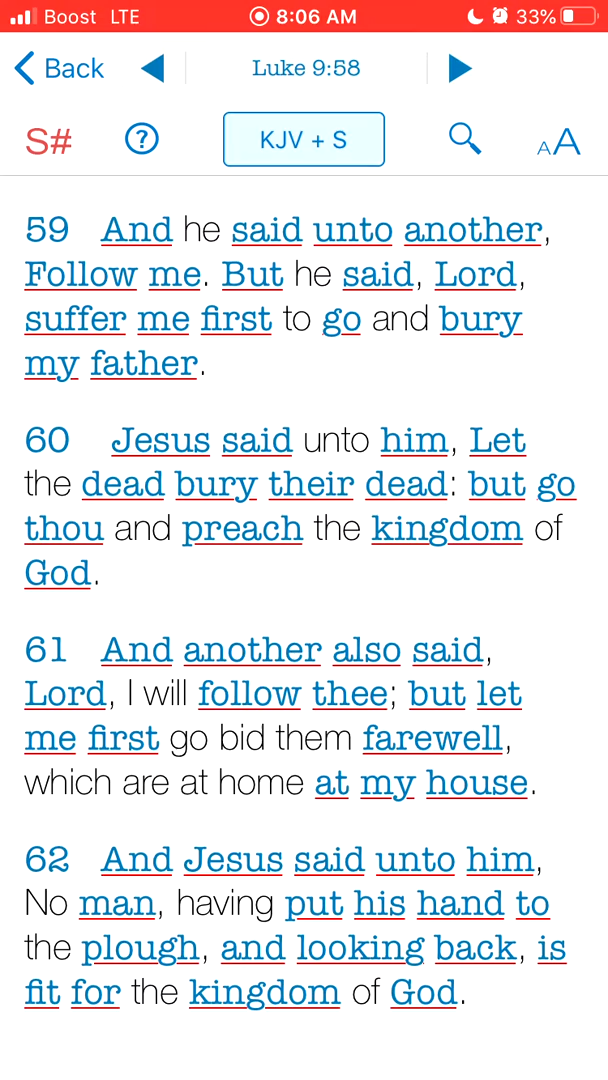 Boost LTE 8:06 AM 33%
Back Luke 9:58
S# ? KJV + S AA
59 And he said unto another,
Follow me. But he said, Lord,
suffer me first to go and bury
my father.
60 Jesus said unto him, Let
the dead bury their dead: but go
thou and preach the kingdom of
God.
61 And another also said,
Lord, I will follow thee; but let
me first go bid them farewell,
which are at home at my house.
62 And Jesus said unto him,
No man, having put his hand to
the plough, and looking back, is
fit for the kingdom of God.